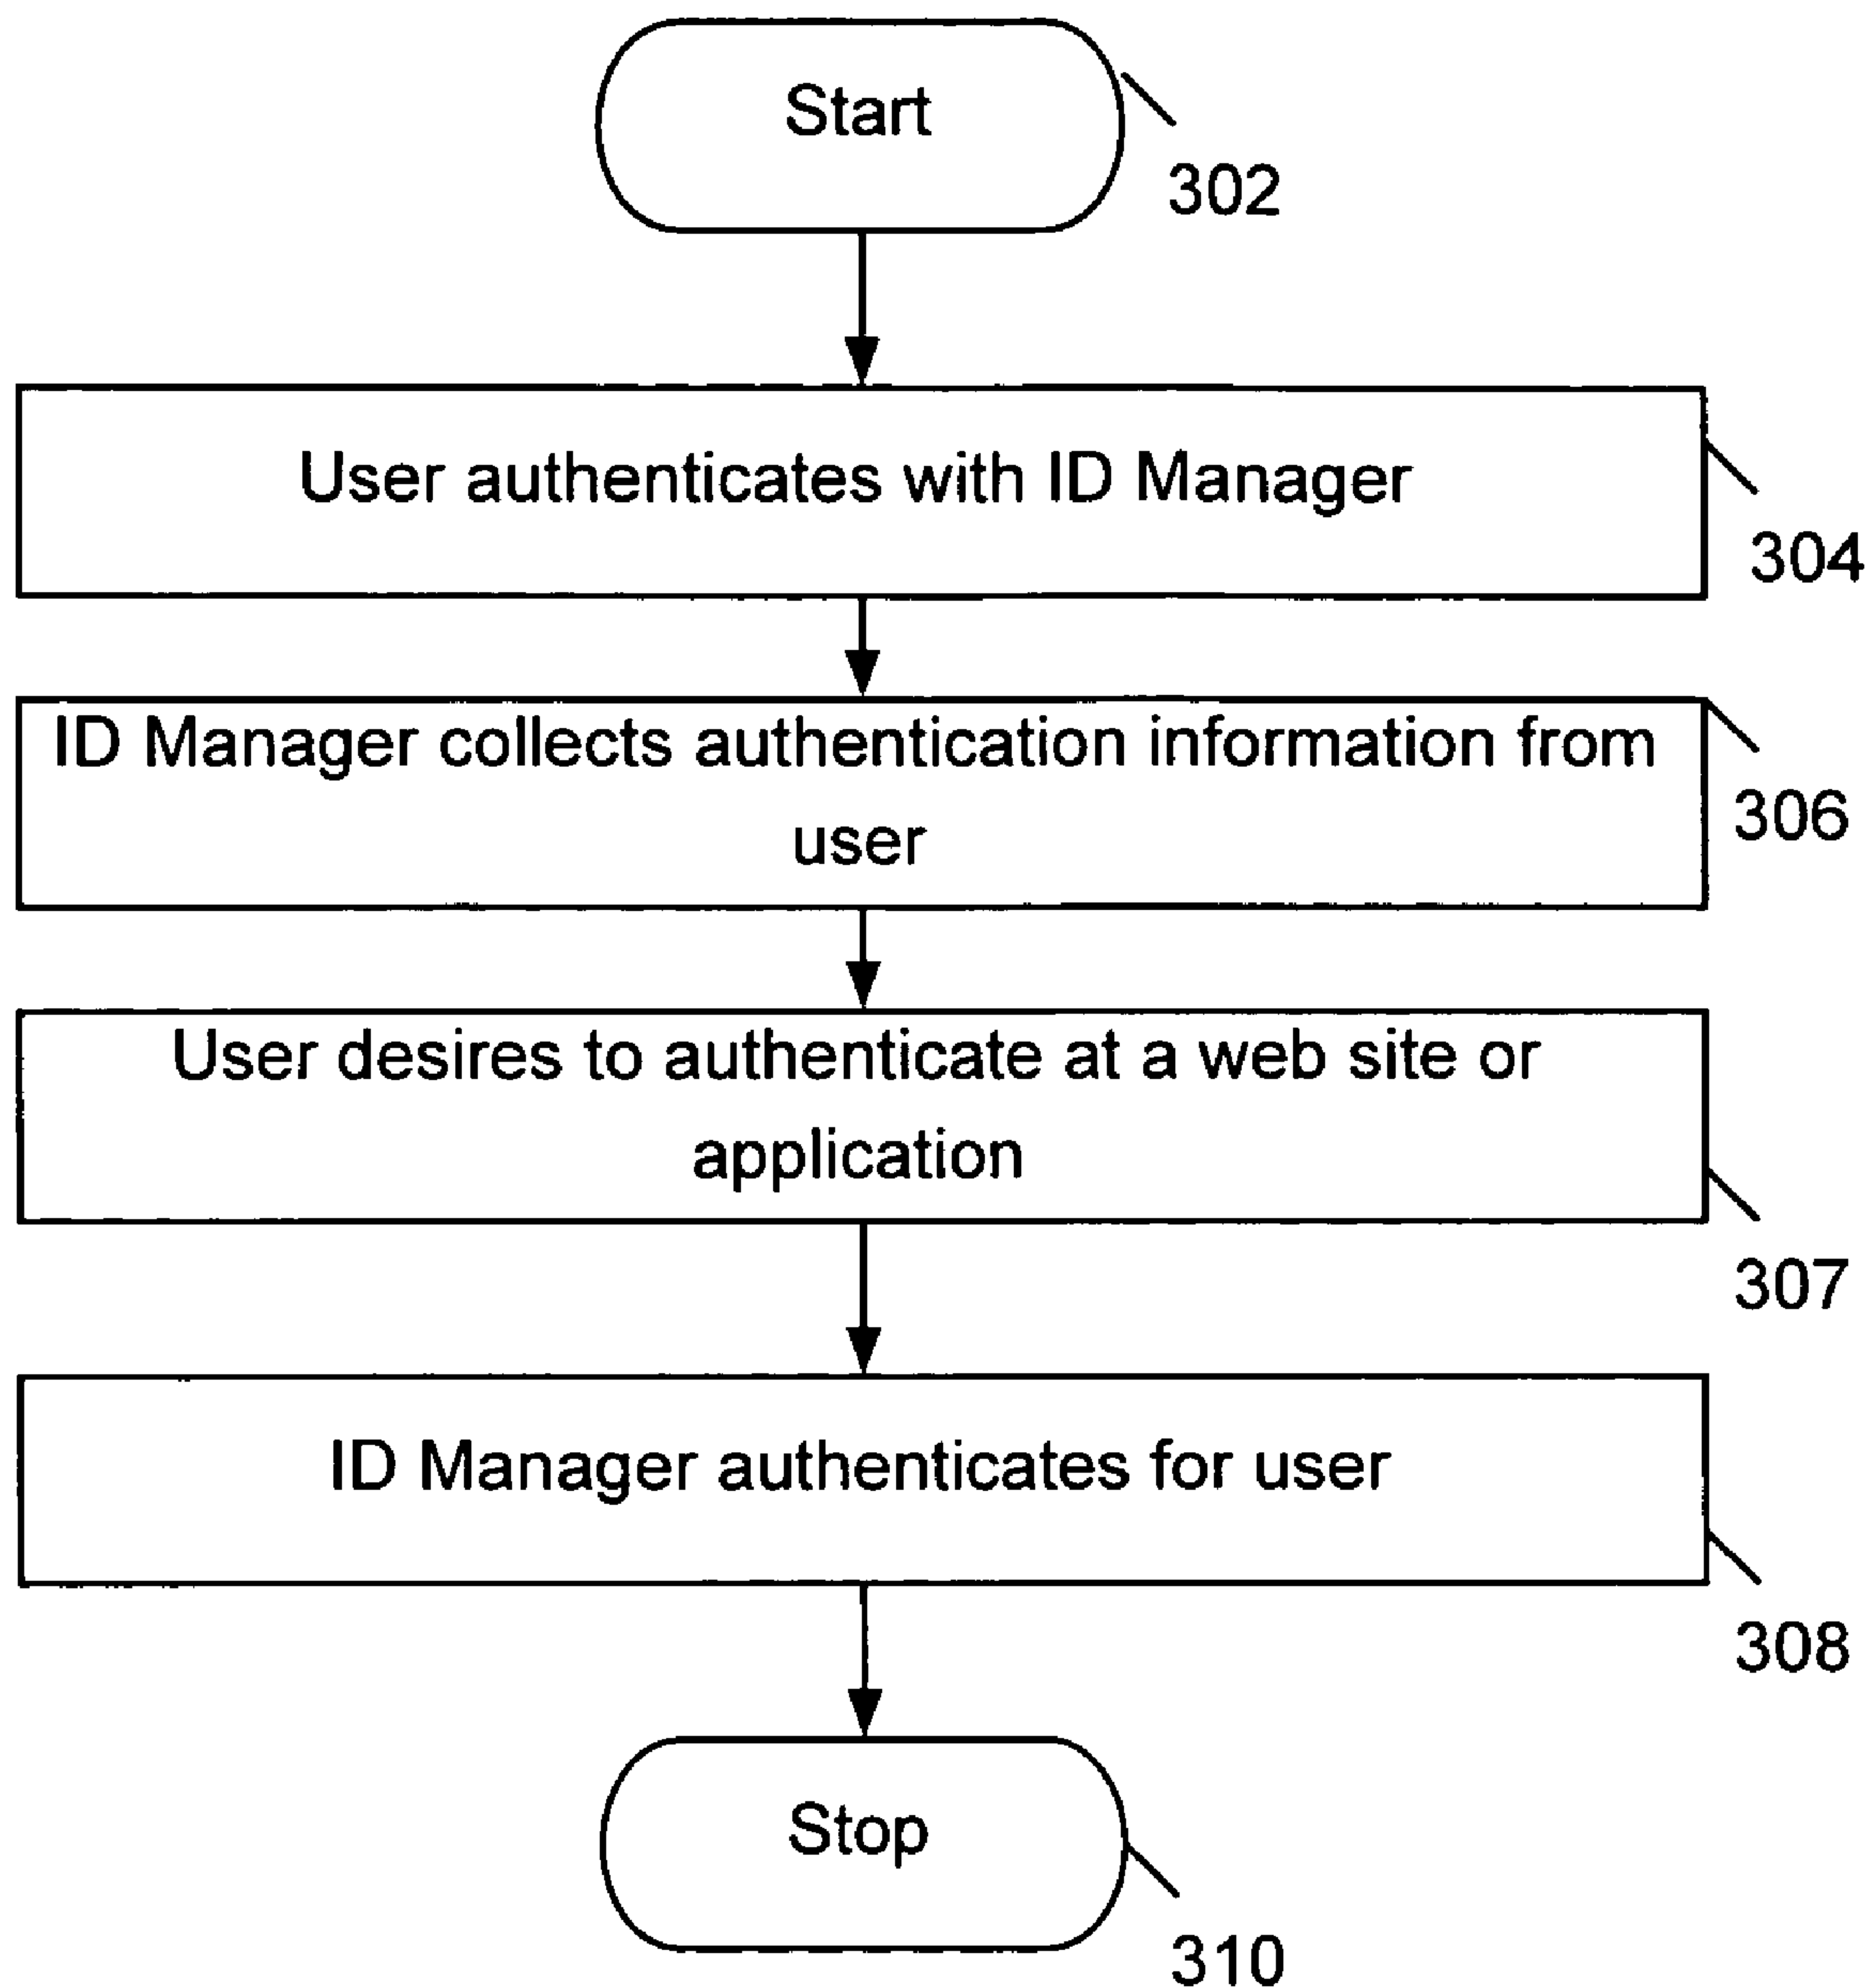 Start
302
User authenticates with ID Manager
304
ID Manager collects authentication information from
user
306
User desires to authenticate at a web site or
application
307
ID Manager authenticates for user
308
Stop
310